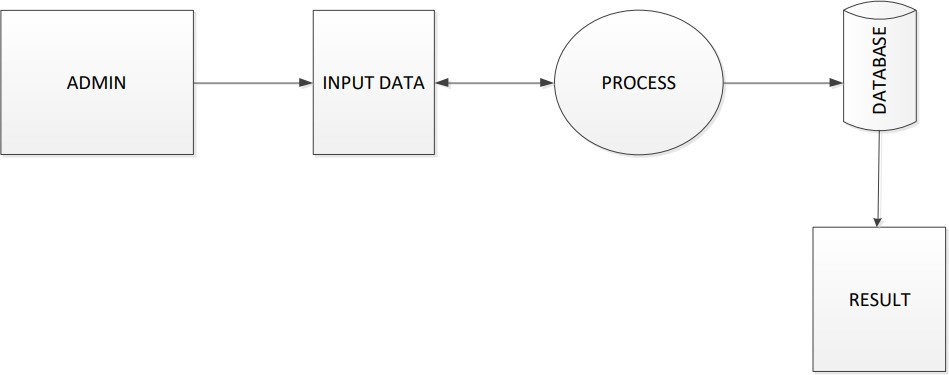 ADMIN
INPUT DATA
PROCESS
DATABASE
RESULT